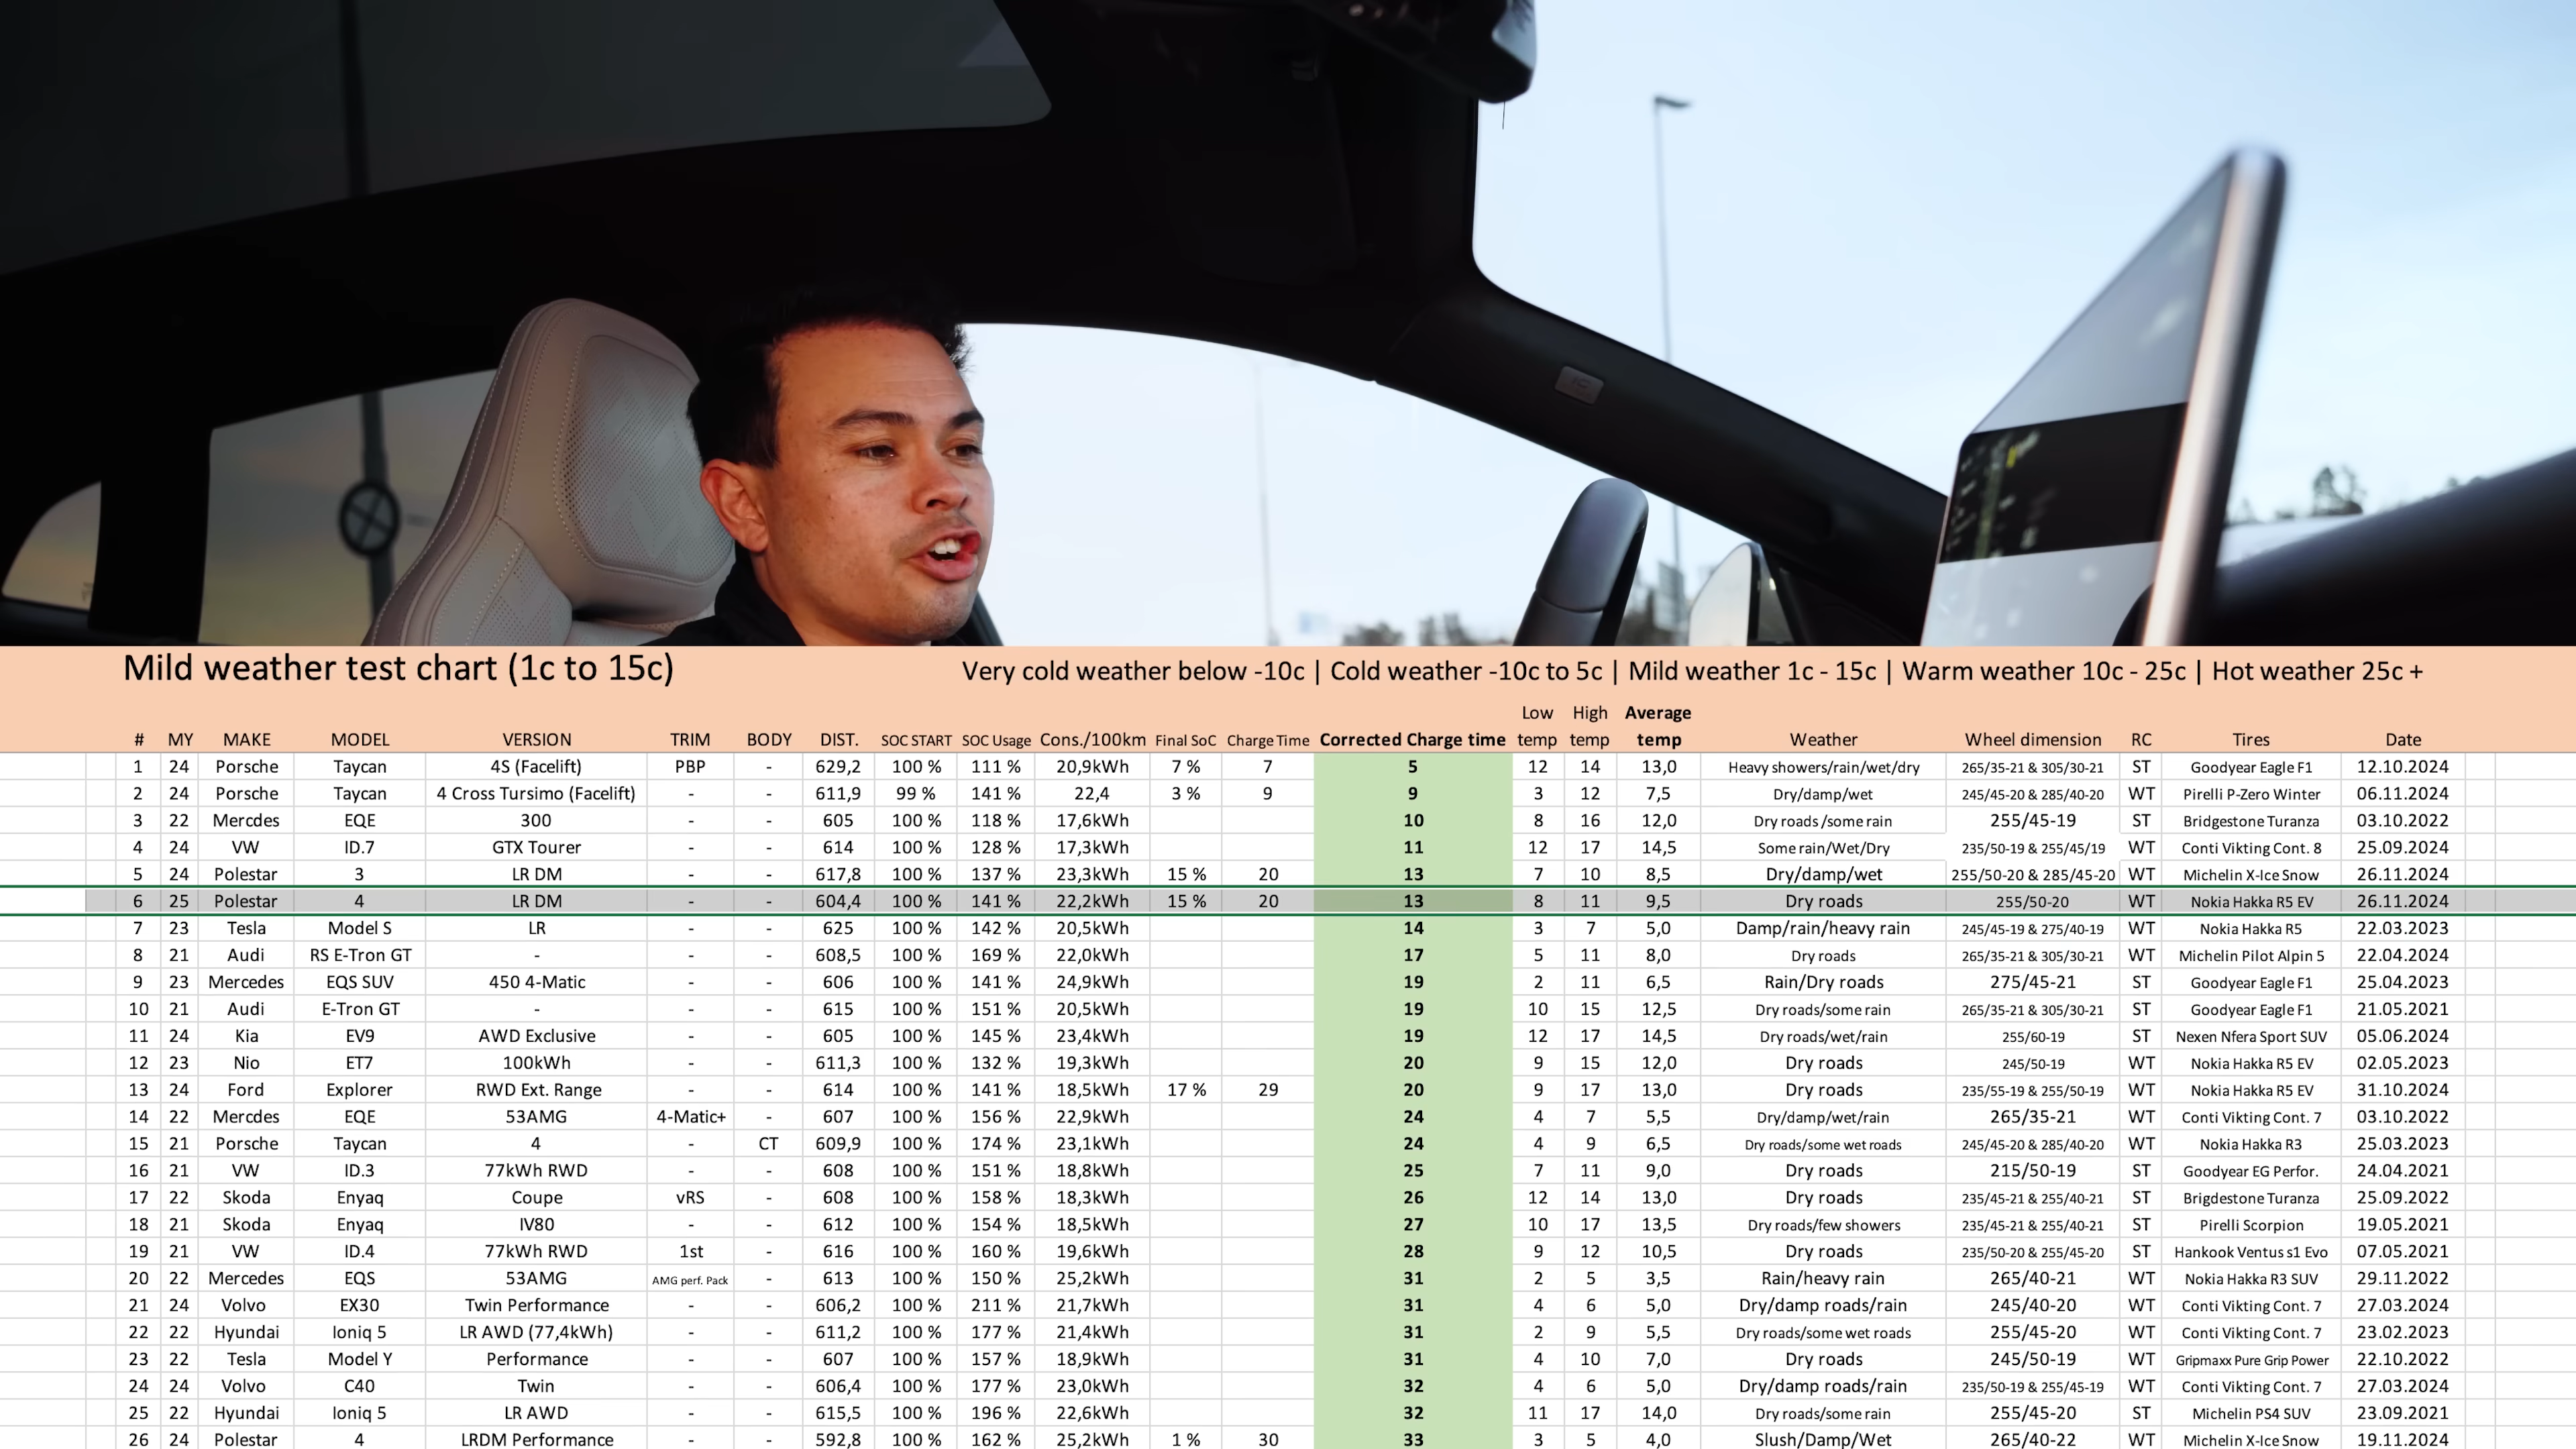 Mild weather test chart (1c to 15c) Very cold weather below -10c | Cold weather -10c to 5c | Mild weather 1c - 15c | Warm weather 10c - 25c | Hot weather 25c +
# MY MAKE MODEL VERSION TRIM BODY DIST. SOC START SOC Usage Cons./100km Final SoC Charge Time Corrected Charge time Low temp High temp Average temp Weather Wheel dimension RC Tires Date
1 24 Porsche Taycan 4S (Facelift) PBP - 629,2 100 % 111 % 20,9kWh 7 % 7 5 12 14 13,0 Heavy showers/rain/wet/dry 265/35-21 & 305/30-21 ST Goodyear Eagle F1 12.10.2024
2 24 Porsche Taycan 4 Cross Tursimo (Facelift) - - 611,9 99 % 141 % 22,4 3 % 9 9 3 12 7,5 Dry/damp/wet 245/45-20 & 285/40-20 WT Pirelli P-Zero Winter 06.11.2024
3 22 Mercdes EQE 300 - - 605 100 % 118 % 17,6kWh 10 8 16 12,0 Dry roads /some rain 255/45-19 ST Bridgestone Turanza 03.10.2022
4 24 VW ID.7 GTX Tourer - - 614 100 % 128 % 17,3kWh 11 12 17 14,5 Some rain/Wet/Dry 235/50-19 & 255/45/19 WT Conti Vikting Cont. 8 25.09.2024
5 24 Polestar 3 LR DM - - 617,8 100 % 137 % 23,3kWh 15 % 20 13 7 10 8,5 Dry/damp/wet 255/50-20 & 285/45-20 WT Michelin X-Ice Snow 26.11.2024
6 25 Polestar 4 LR DM - - 604,4 100 % 141 % 22,2kWh 15 % 20 13 8 11 9,5 Dry roads 255/50-20 WT Nokia Hakka R5 EV 26.11.2024
7 23 Tesla Model S LR - - 625 100 % 142 % 20,5kWh 14 3 7 5,0 Damp/rain/heavy rain 245/45-19 & 275/40-19 WT Nokia Hakka R5 22.03.2023
8 21 Audi RS E-Tron GT - - - 608,5 100 % 169 % 22,0kWh 17 5 11 8,0 Dry roads 265/35-21 & 305/30-21 WT Michelin Pilot Alpin 5 22.04.2024
9 23 Mercedes EQS SUV 450 4-Matic - - 606 100 % 141 % 24,9kWh 19 2 11 6,5 Rain/Dry roads 275/45-21 ST Goodyear Eagle F1 25.04.2023
10 21 Audi E-Tron GT - - - 615 100 % 151 % 20,5kWh 19 10 15 12,5 Dry roads/some rain 265/35-21 & 305/30-21 ST Goodyear Eagle F1 21.05.2021
11 24 Kia EV9 AWD Exclusive - - 605 100 % 145 % 23,4kWh 19 12 17 14,5 Dry roads/wet/rain 255/60-19 ST Nexen Nfera Sport SUV 05.06.2024
12 23 Nio ET7 100kWh - - 611,3 100 % 132 % 19,3kWh 20 9 15 12,0 Dry roads 245/50-19 WT Nokia Hakka R5 EV 02.05.2023
13 24 Ford Explorer RWD Ext. Range - - 614 100 % 141 % 18,5kWh 17 % 29 20 9 17 13,0 Dry roads 235/55-19 & 255/50-19 WT Nokia Hakka R5 EV 31.10.2024
14 22 Mercdes EQE 53AMG 4-Matic+ - 607 100 % 156 % 22,9kWh 24 4 7 5,5 Dry/damp/wet/rain 265/35-21 WT Conti Vikting Cont. 7 03.10.2022
15 21 Porsche Taycan 4 - CT 609,9 100 % 174 % 23,1kWh 24 4 9 6,5 Dry roads/some wet roads 245/45-20 & 285/40-20 WT Nokia Hakka R3 25.03.2023
16 21 VW ID.3 77kWh RWD - - 608 100 % 151 % 18,8kWh 25 7 11 9,0 Dry roads 215/50-19 ST Goodyear EG Perfor. 24.04.2021
17 22 Skoda Enyaq Coupe vRS - 608 100 % 158 % 18,3kWh 26 12 14 13,0 Dry roads 235/45-21 & 255/40-21 ST Brigdestone Turanza 25.09.2022
18 21 Skoda Enyaq IV80 - - 612 100 % 154 % 18,5kWh 27 10 17 13,5 Dry roads/few showers 235/45-21 & 255/40-21 ST Pirelli Scorpion 19.05.2021
19 21 VW ID.4 77kWh RWD 1st - 616 100 % 160 % 19,6kWh 28 9 12 10,5 Dry roads 235/50-20 & 255/45-20 ST Hankook Ventus s1 Evo 07.05.2021
20 22 Mercedes EQS 53AMG AMG perf. Pack - 613 100 % 150 % 25,2kWh 31 2 5 3,5 Rain/heavy rain 265/40-21 WT Nokia Hakka R3 SUV 29.11.2022
21 24 Volvo EX30 Twin Performance - - 606,2 100 % 211 % 21,7kWh 31 4 6 5,0 Dry/damp roads/rain 245/40-20 WT Conti Vikting Cont. 7 27.03.2024
22 22 Hyundai Ioniq 5 LR AWD (77,4kWh) - - 611,2 100 % 177 % 21,4kWh 31 2 9 5,5 Dry roads/some wet roads 255/45-20 WT Conti Vikting Cont. 7 23.02.2023
23 22 Tesla Model Y Performance - - 607 100 % 157 % 18,9kWh 31 4 10 7,0 Dry roads 245/50-19 WT Gripmaxx Pure Grip Power 22.10.2022
24 24 Volvo C40 Twin - - 606,4 100 % 177 % 23,0kWh 32 4 6 5,0 Dry/damp roads/rain 235/50-19 & 255/45-19 WT Conti Vikting Cont. 7 27.03.2024
25 22 Hyundai Ioniq 5 LR AWD - - 615,5 100 % 196 % 22,6kWh 32 11 17 14,0 Dry roads/some rain 255/45-20 ST Michelin PS4 SUV 23.09.2021
26 24 Polestar 4 LRDM Performance - - 592,8 100 % 162 % 25,2kWh 1 % 30 33 3 5 4,0 Slush/Damp/Wet 265/40-22 WT Michelin X-Ice Snow 19.11.2024